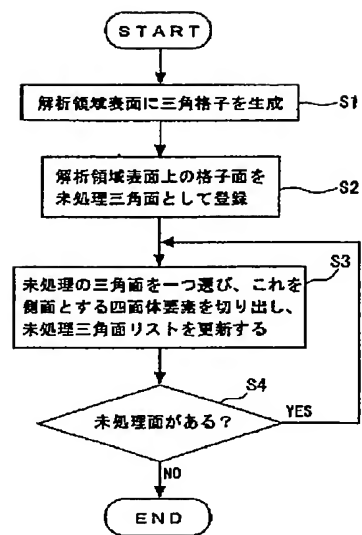 START
解析領域表面に三角格子を生成
S1
解析領域表面上の格子面を
未処理三角面として登録
S2
未処理の三角面を一つ選び、これを
側面とする四面体要素を切り出し、
未処理三角面リストを更新する
S3
未処理面がある?
S4
YES
NO
END